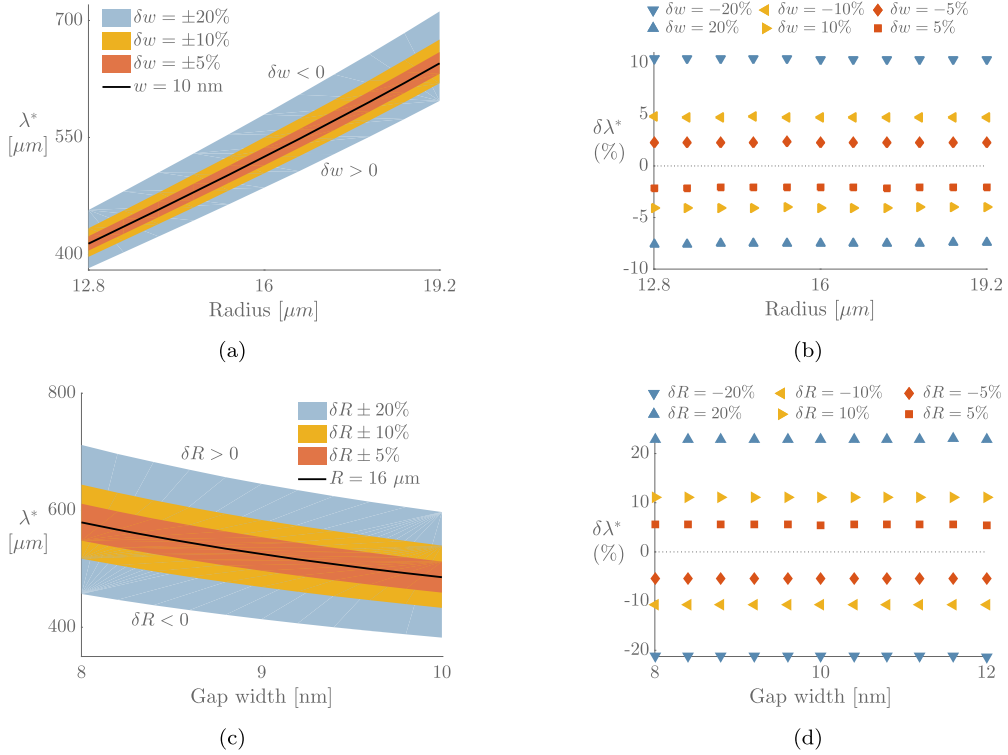 700
550
400
λ*
[μm]
δw = ±20%
δw = ±10%
δw = ±5%
w = 10 nm
δw < 0
δw > 0
12.8 16 19.2
Radius [μm]
(a)
δw = −20% δw = −10% δw = −5%
δw = 20% δw = 10% δw = 5%
10
5
0
-5
-10
δλ*
(%)
12.8 16 19.2
Radius [μm]
(b)
800
600
400
λ*
[μm]
δR ± 20%
δR ± 10%
δR ± 5%
R = 16 μm
δR > 0
δR < 0
8 9 10
Gap width [nm]
(c)
δR = −20% δR = −10% δR = −5%
δR = 20% δR = 10% δR = 5%
20
10
0
-10
-20
δλ*
(%)
8 10 12
Gap width [nm]
(d)